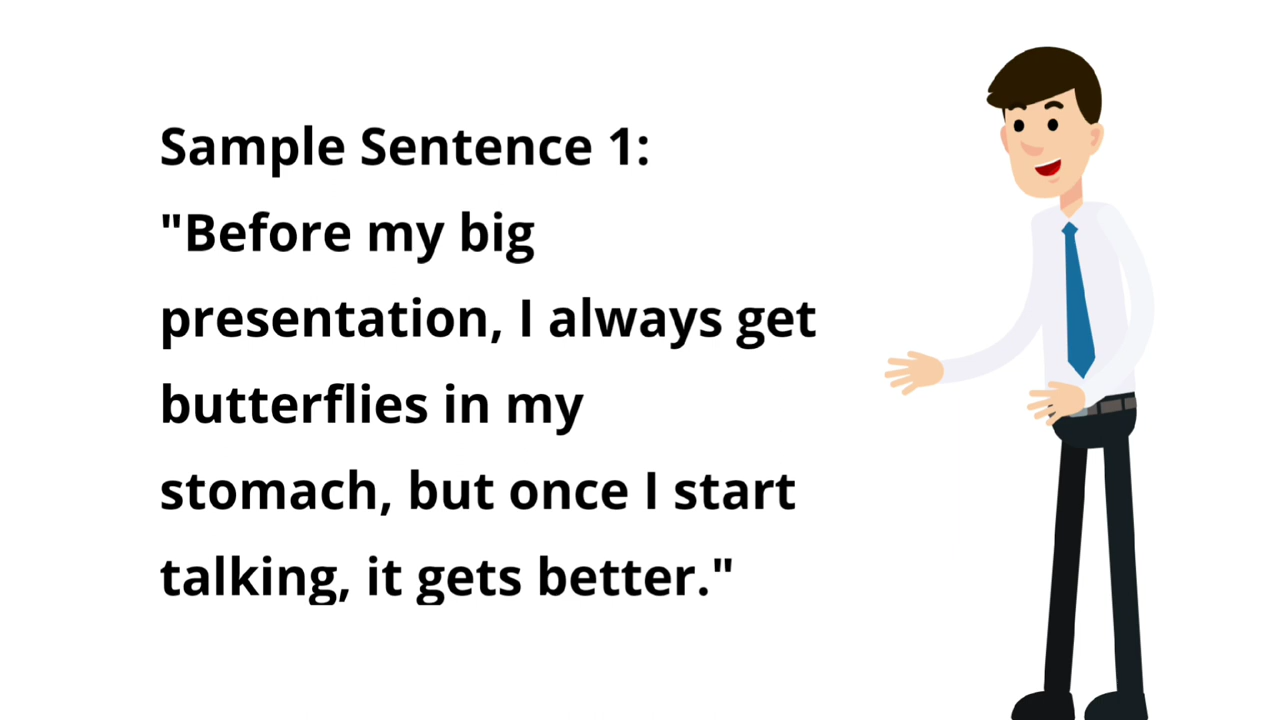 Sample Sentence 1:
"Before my big
presentation, I always get
butterflies in my
stomach, but once I start
talking, it gets better."